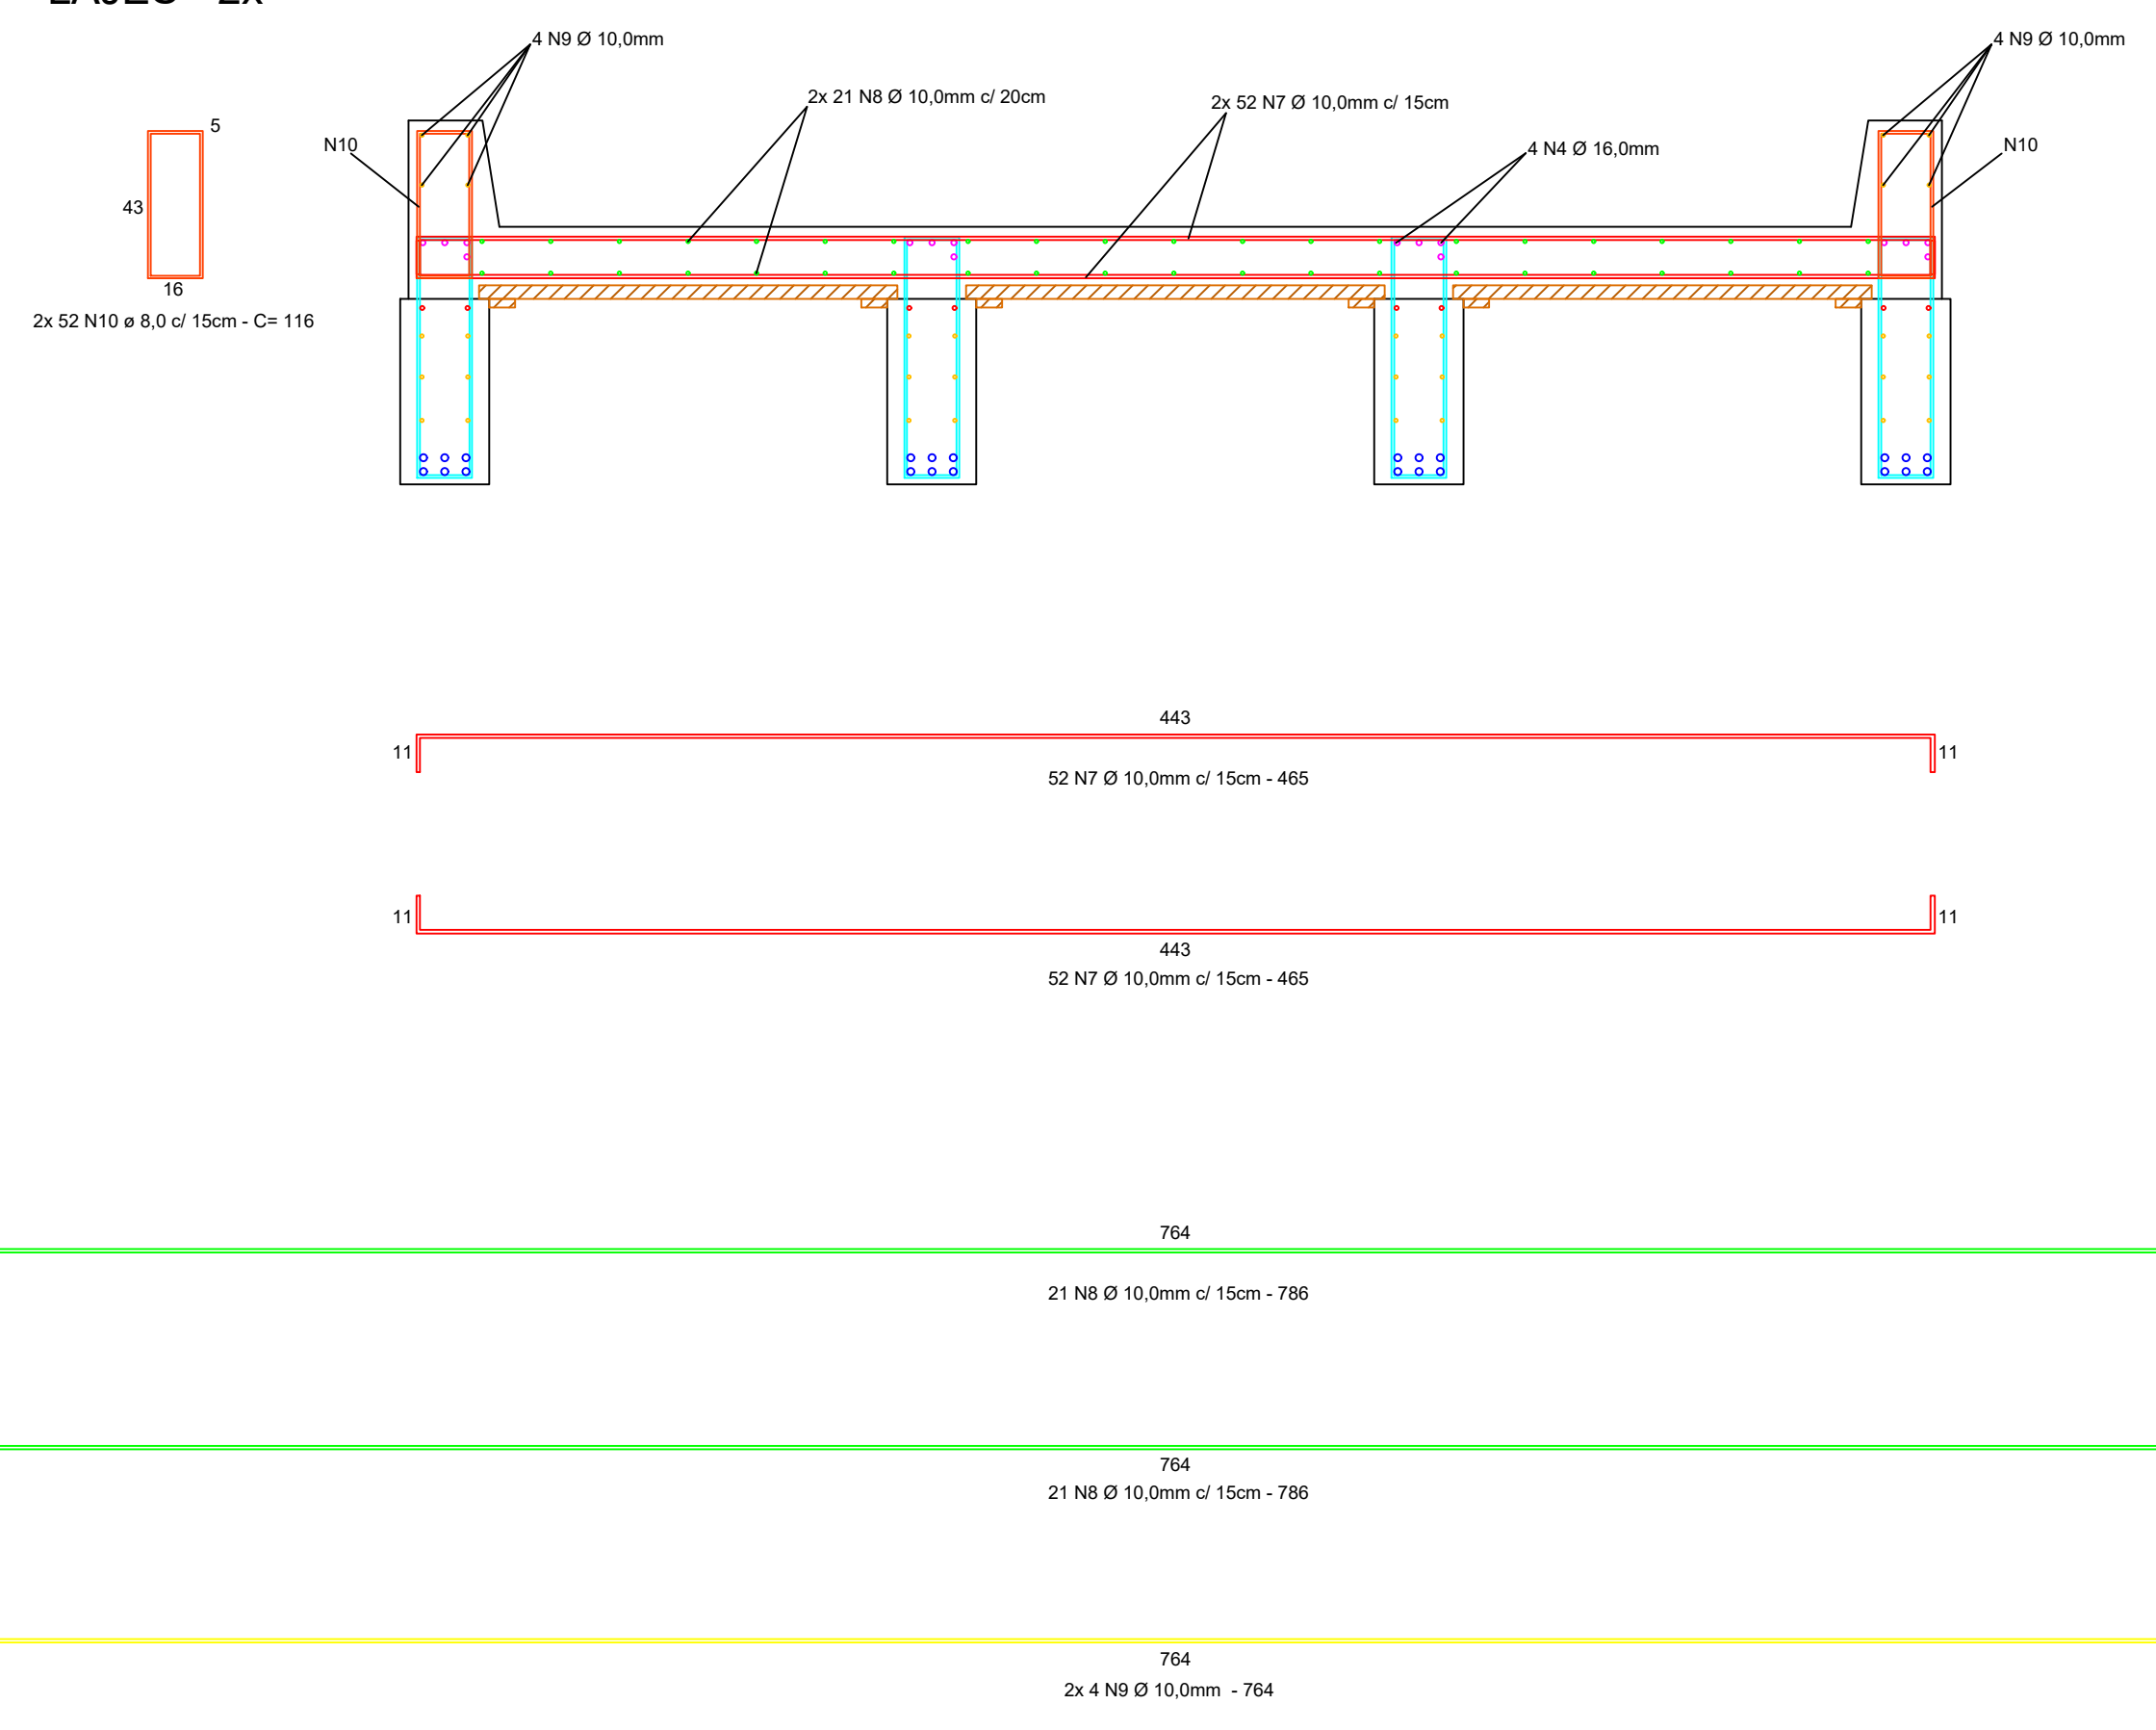 4 N9 Ø 10,0mm
4 N9 Ø 10,0mm
2x 21 N8 Ø 10,0mm c/ 20cm
2x 52 N7 Ø 10,0mm c/ 15cm
5
N10
4 N4 Ø 16,0mm
N10
43
16
2x 52 N10 ø 8,0 c/ 15cm - C= 116
443
11
11
52 N7 Ø 10,0mm c/ 15cm - 465
11
11
443
52 N7 Ø 10,0mm c/ 15cm - 465
764
21 N8 Ø 10,0mm c/ 15cm - 786
764
21 N8 Ø 10,0mm c/ 15cm - 786
764
2x 4 N9 Ø 10,0mm - 764